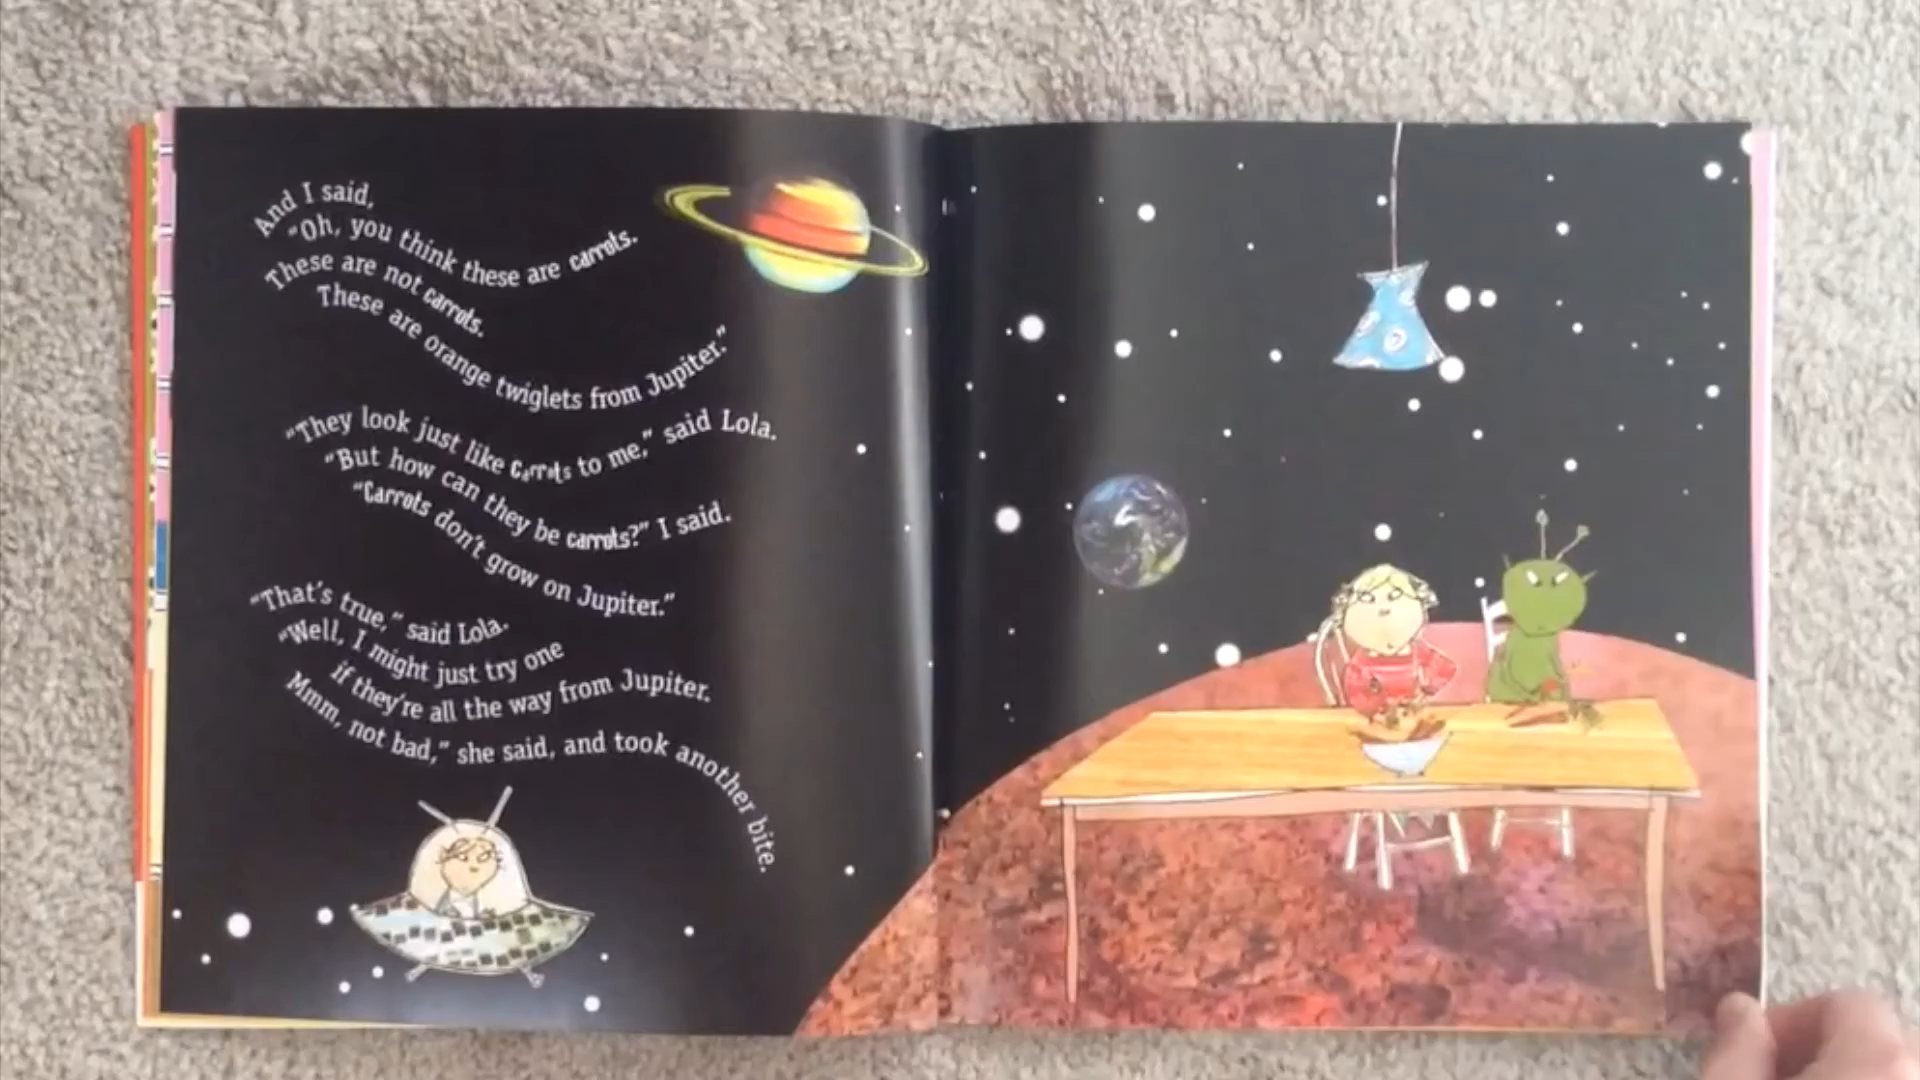 And I said,
"Oh, you think these are carrots.
These are not carrots.
These are orange twiglets from Jupiter."
"They look just like carrots to me," said Lola.
"But how can they be carrots?" I said.
"Carrots don't grow on Jupiter."
"That's true," said Lola.
"Well, I might just try one
if they're all the way from Jupiter.
Mmm, not bad," she said, and took another bite.